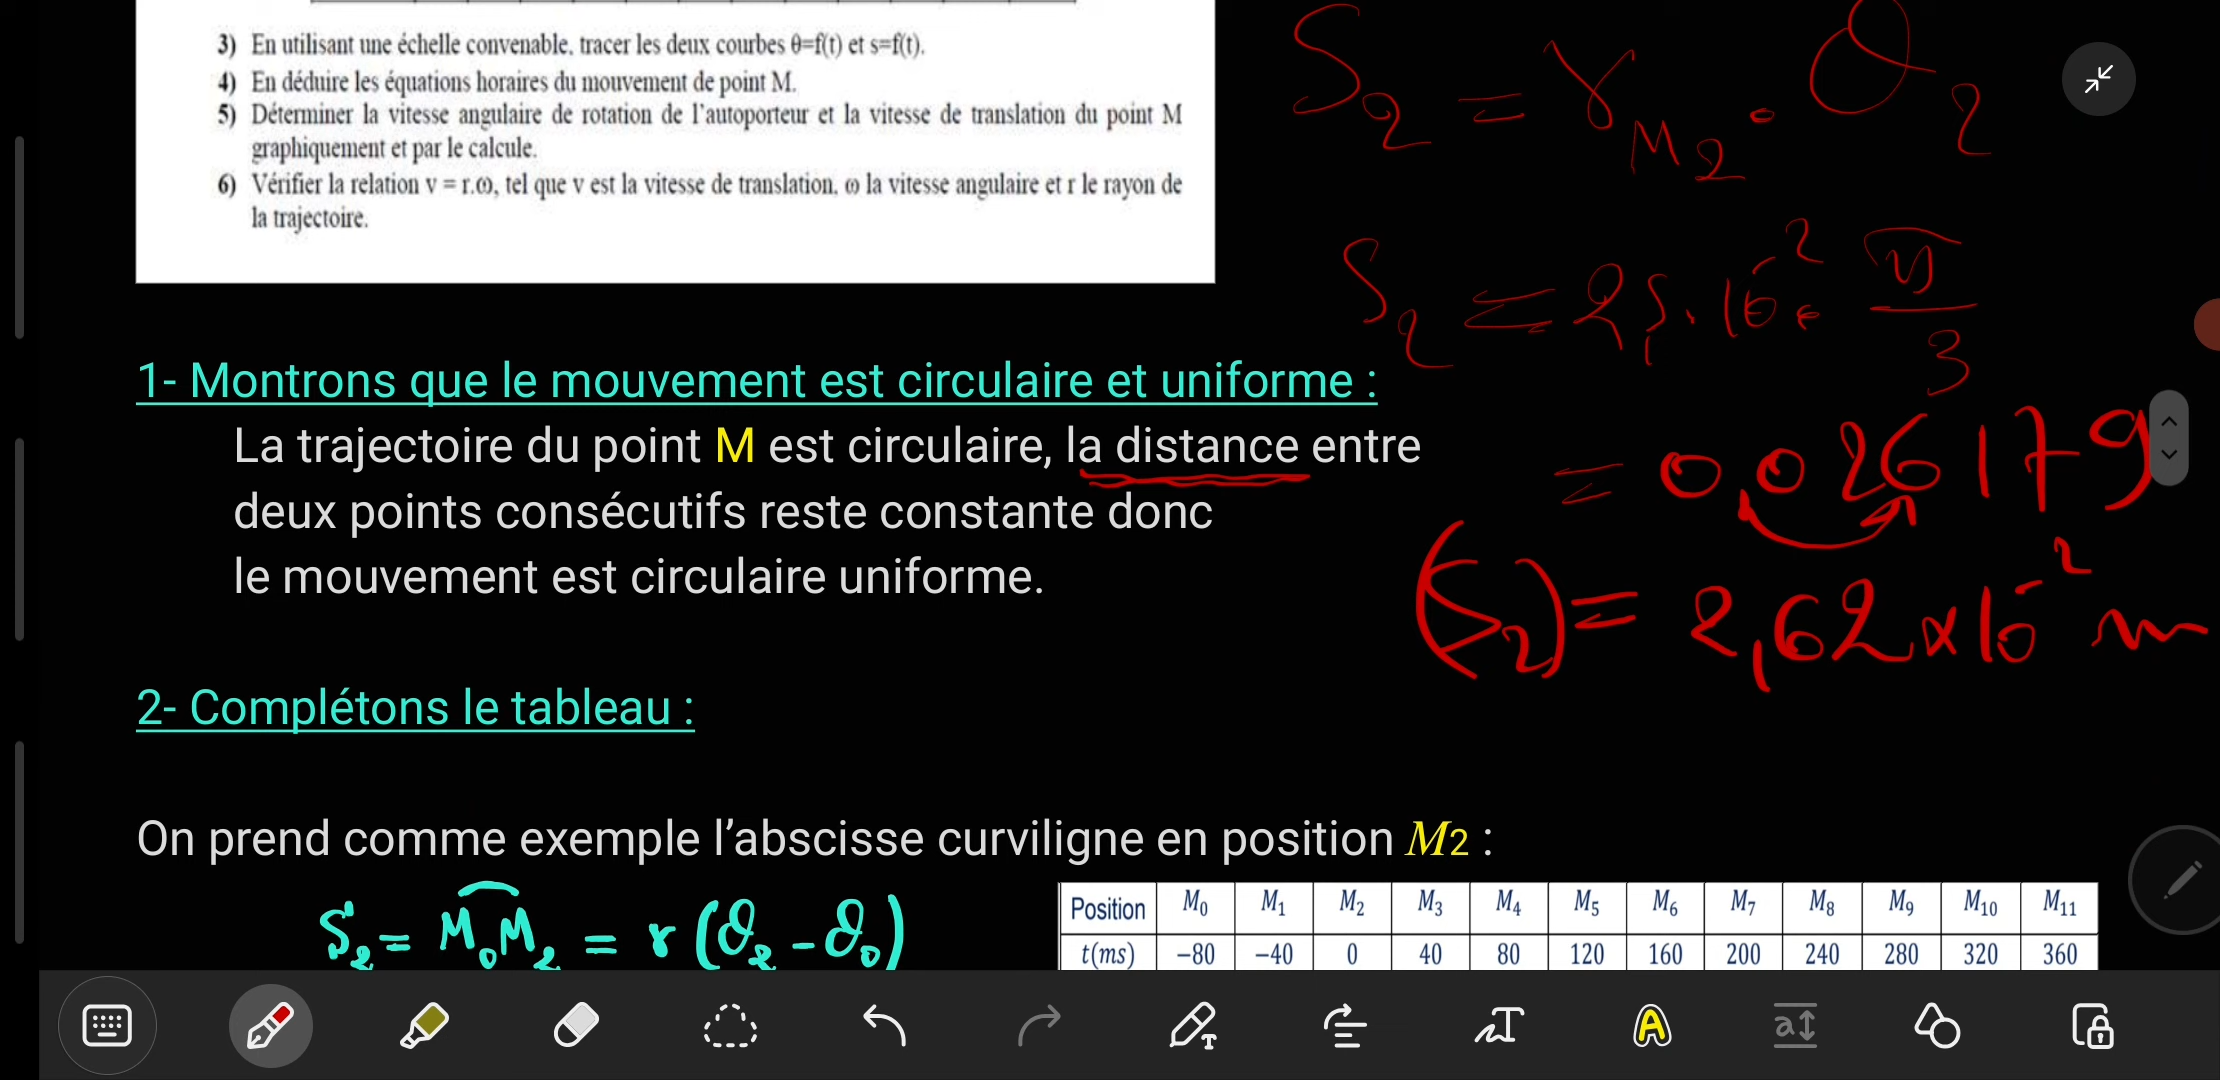 3) En utilisant une échelle convenable, tracer les deux courbes θ=f(t) et s=f(t).
4) En déduire les équations horaires du mouvement de point M.
5) Déterminer la vitesse angulaire de rotation de l'autoporteur et la vitesse de translation du point M
graphiquement et par le calcule.
6) Vérifier la relation v = r.ω, tel que v est la vitesse de translation, ω la vitesse angulaire et r le rayon de
la trajectoire.
S₂ = r_M₂ . θ₂
= 0,026179
(S₂) = 2,62 x 10⁻² m
1- Montrons que le mouvement est circulaire et uniforme :
La trajectoire du point M est circulaire, la distance entre
deux points consécutifs reste constante donc
le mouvement est circulaire uniforme.
2- Complétons le tableau :
On prend comme exemple l’abscisse curviligne en position M2 :
S₂ = M₀M₂ = r (θ₂ - θ₀)
Position M₀ M₁ M₂ M₃ M₄ M₅ M₆ M₇ M₈ M₉ M₁₀ M₁₁
t(ms) −80 −40 0 40 80 120 160 200 240 280 320 360